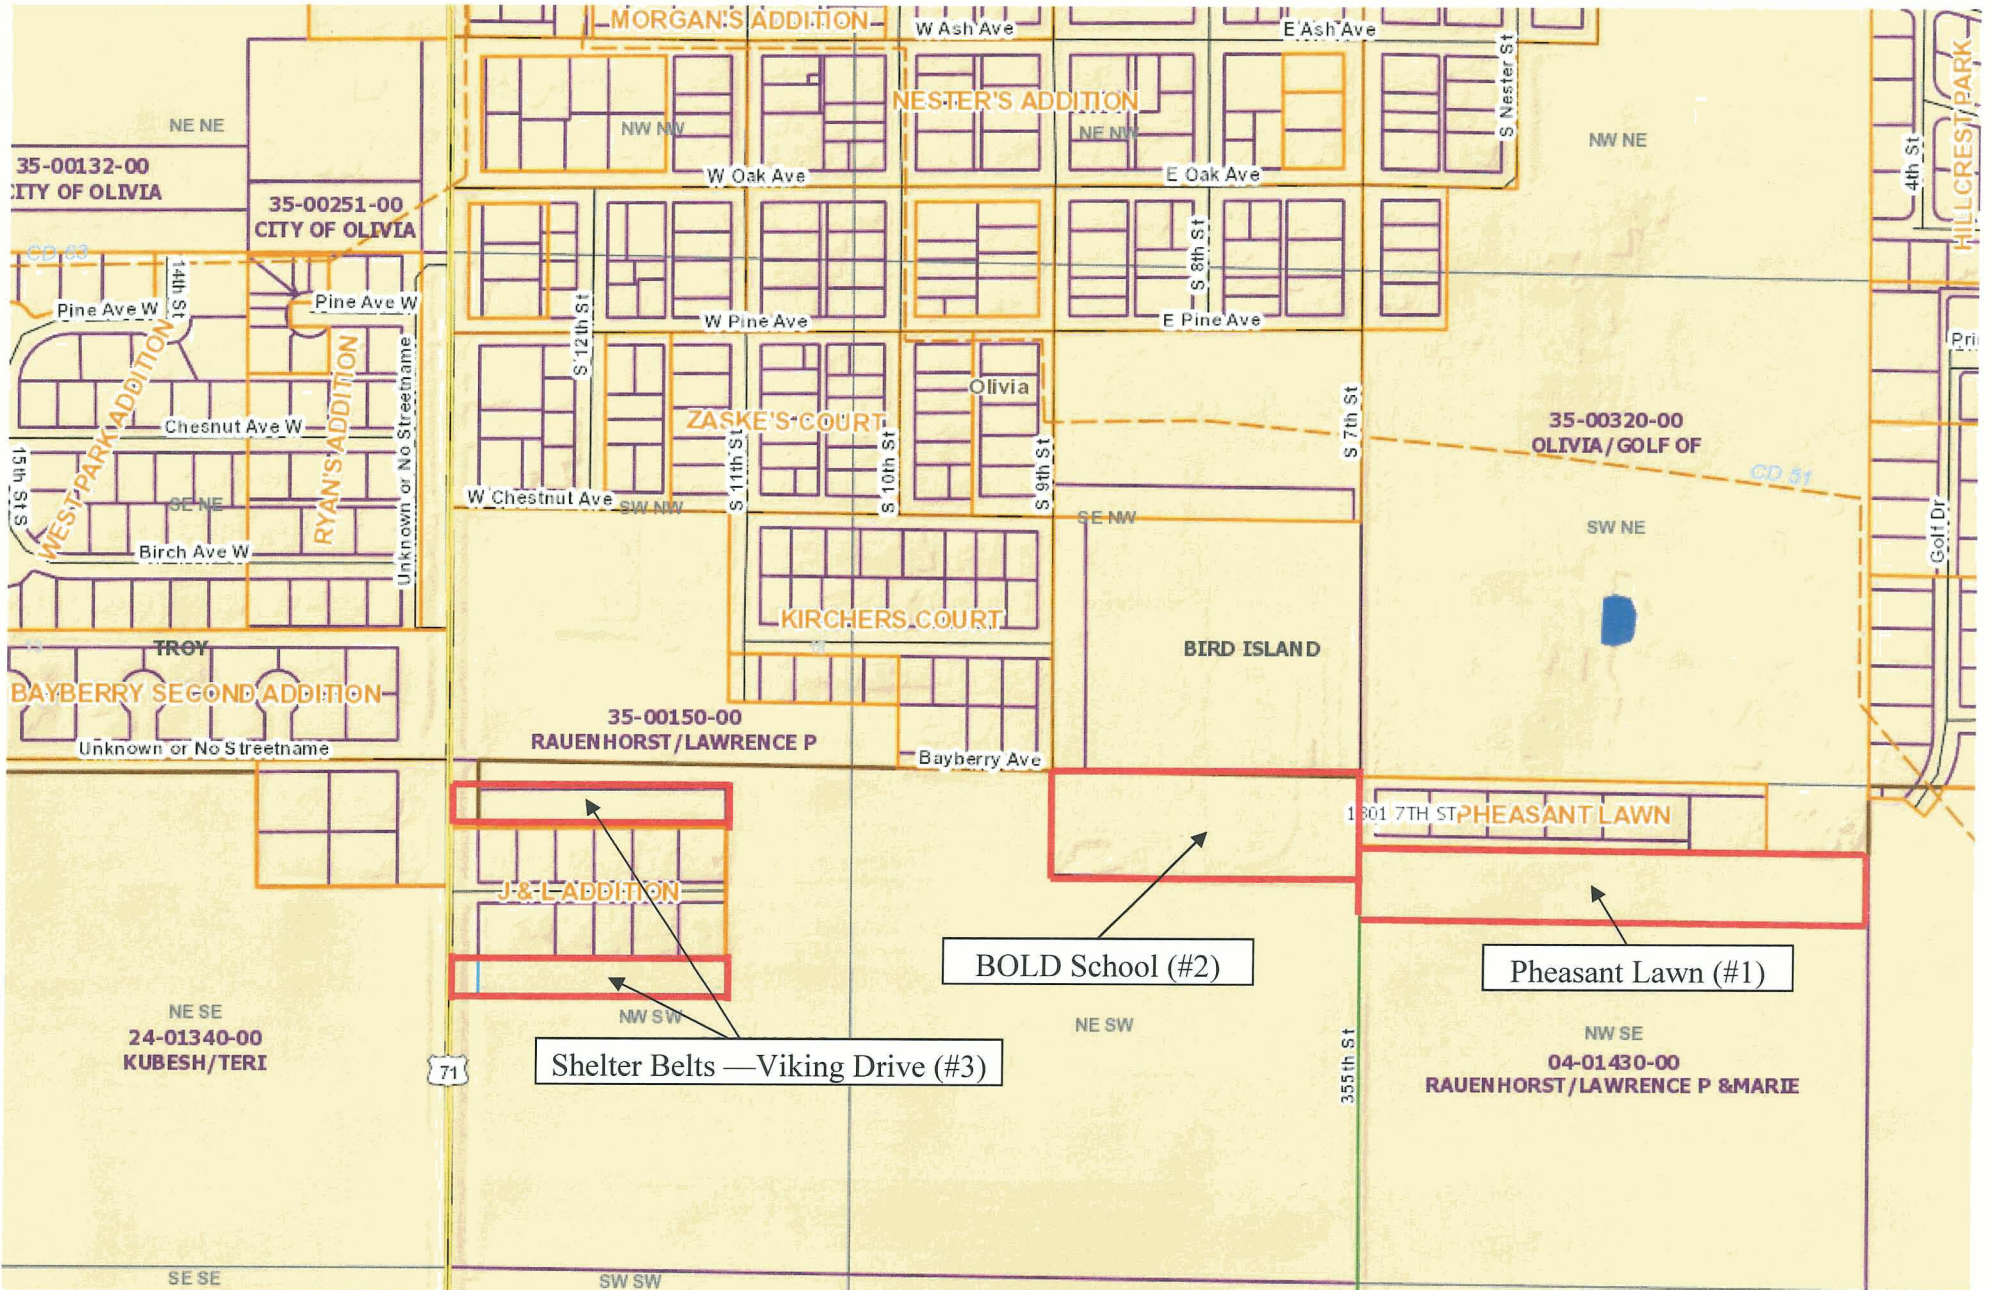 MORGAN'S ADDITION
W Ash Ave
E Ash Ave
S Nester St
HILLCREST PARK
NE NE
NW NW
NESTER'S ADDITION
NE NW
NW NE
4th St
35-00132-00
CITY OF OLIVIA
35-00251-00
CITY OF OLIVIA
W Oak Ave
E Oak Ave
CD 63
14th St
S 8th St
Pine Ave W
Pine Ave W
S 12th St
W Pine Ave
E Pine Ave
Pri
WEST PARK ADDITION
RYAN'S ADDITION
Unknown or No Streetname
Olivia
S 7th St
35-00320-00
OLIVIA/GOLF OF
Chesnut Ave W
ZASKE'S COURT
15th St S
S 11th St
S 10th St
S 9th St
CD 51
W Chestnut Ave
SE NE
SW NW
SE NW
SW NE
Golf Dr
Birch Ave W
KIRCHERS COURT
TROY
18
BIRD ISLAND
BAYBERRY SECOND ADDITION
35-00150-00
RAUENHORST/LAWRENCE P
Unknown or No Streetname
Bayberry Ave
1801 7TH ST
PHEASANT LAWN
J & L ADDITION
BOLD School (#2)
Pheasant Lawn (#1)
NE SE
24-01340-00
KUBESH/TERI
NW SW
NE SW
NW SE
04-01430-00
RAUENHORST/LAWRENCE P &MARIE
71
Shelter Belts —Viking Drive (#3)
355th St
SE SE
SW SW